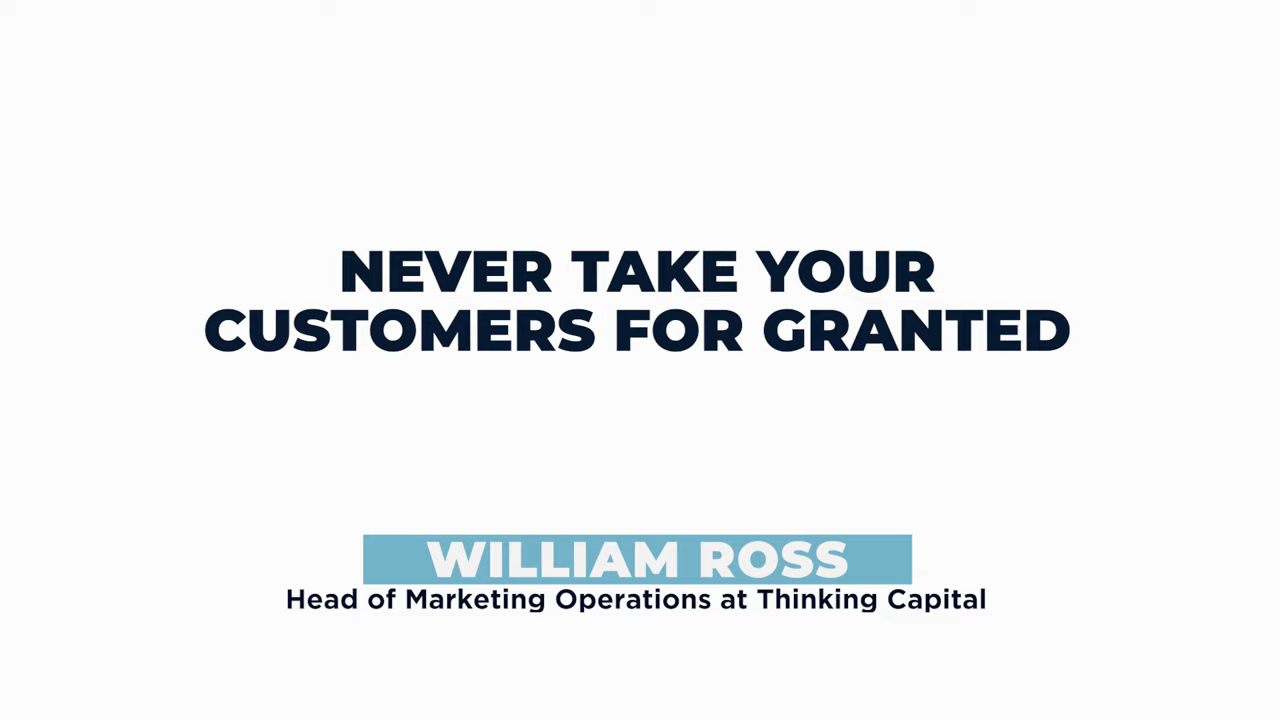 NEVER TAKE YOUR
CUSTOMERS FOR GRANTED
WILLIAM ROSS
Head of Marketing Operations at Thinking Capital